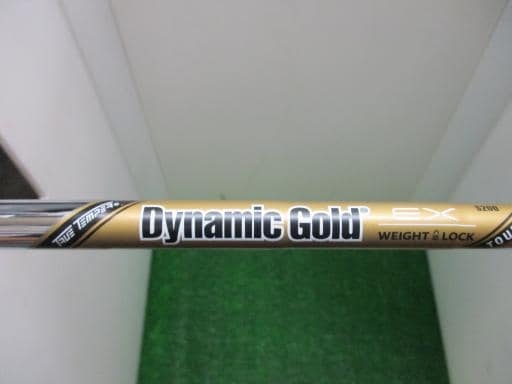 TRUE TEMPER®
Dynamic Gold®
EX
WEIGHT LOCK
S200
TOU